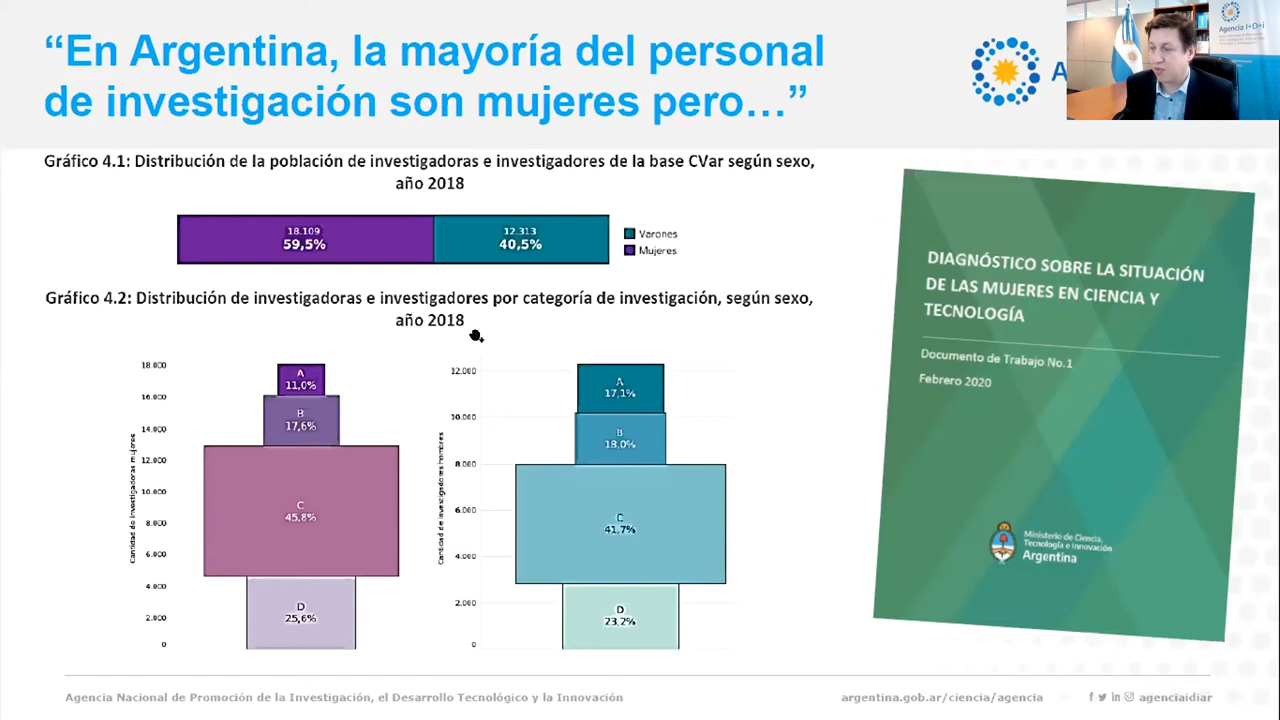 “En Argentina, la mayoría del personal
de investigación son mujeres pero…”
A
Agencia I+D+i
Gráfico 4.1: Distribución de la población de investigadoras e investigadores de la base CVar según sexo,
año 2018
18.109
59,5%
12.313
40,5%
Varones
Mujeres
Gráfico 4.2: Distribución de investigadoras e investigadores por categoría de investigación, según sexo,
año 2018
Cantidad de investigadoras mujeres
18.000
16.000
14.000
12.000
10.000
8.000
6.000
4.000
2.000
0
A
11,0%
B
17,6%
C
45.8%
D
25,6%
Cantidad de investigadores hombres
12.000
10.000
8.000
6.000
4.000
2.000
0
A
17,1%
B
18.0%
C
41.7%
D
23,2%
DIAGNÓSTICO SOBRE LA SITUACIÓN
DE LAS MUJERES EN CIENCIA Y
TECNOLOGÍA
Documento de Trabajo No.1
Febrero 2020
Ministerio de Ciencia,
Tecnología e Innovación
Argentina
Agencia Nacional de Promoción de la Investigación, el Desarrollo Tecnológico y la Innovación
argentina.gob.ar/ciencia/agencia
agenciaidiar